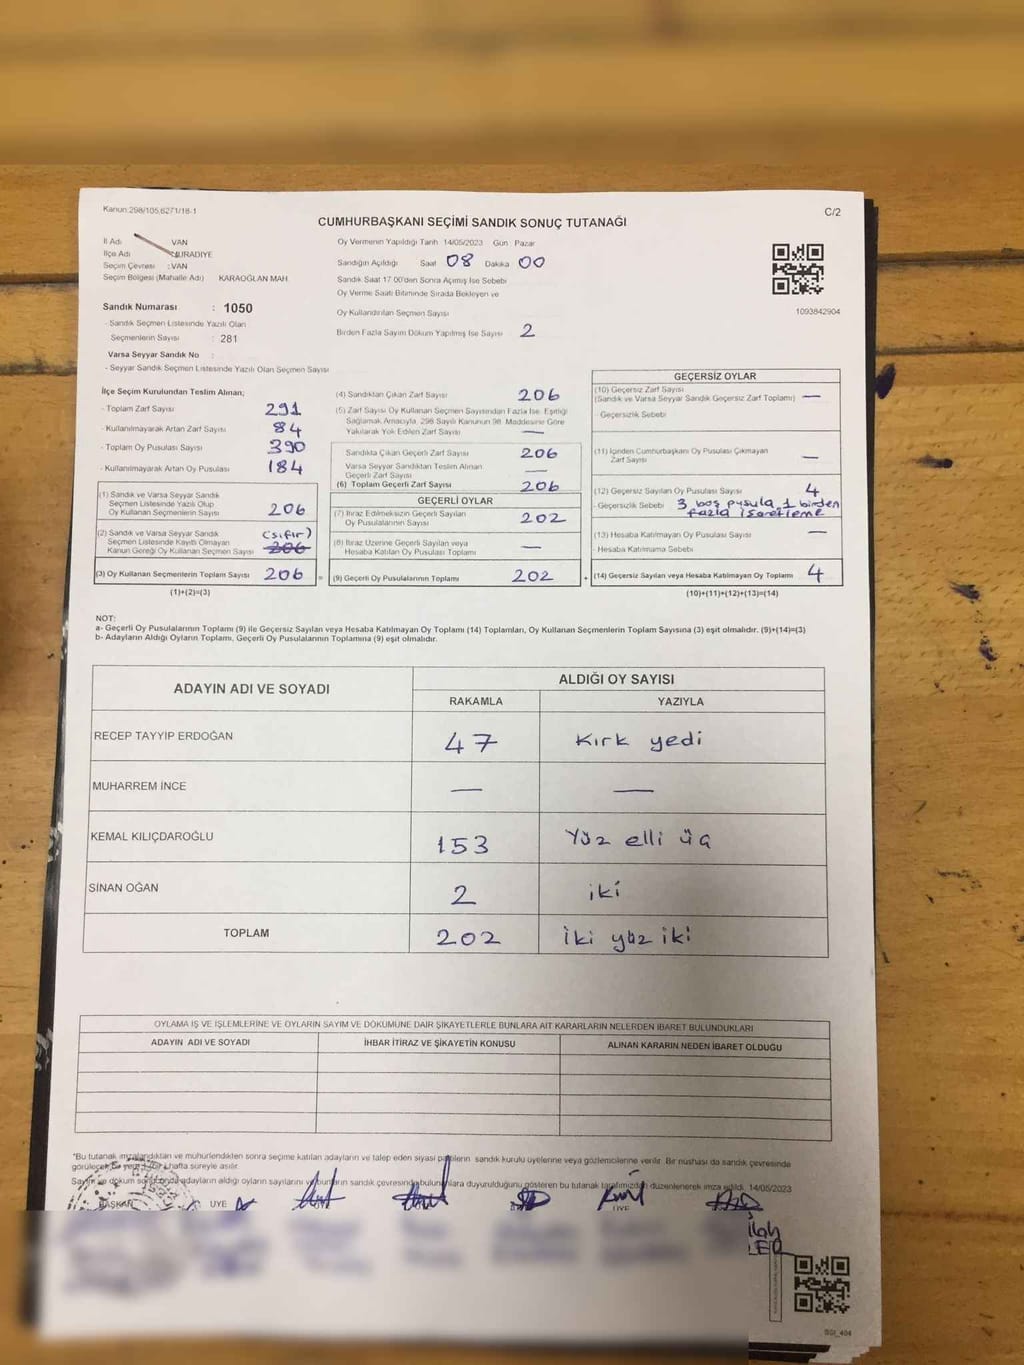 Kanun:298/105,6271/18-1
C/2
CUMHURBAŞKANI SEÇİMİ SANDIK SONUÇ TUTANAĞI
İl Adı VAN
İlçe Adı MURADİYE
Seçim Çevresi : VAN
Seçim Bölgesi (Mahalle Adı) KARAOĞLAN MAH.
Sandık Numarası : 1050
- Sandık Seçmen Listesinde Yazılı Olan
Seçmenlerin Sayısı : 281
Varsa Seyyar Sandık No :
- Seyyar Sandık Seçmen Listesinde Yazılı Olan Seçmen Sayısı
Oy Vermenin Yapıldığı Tarih 14/05/2023 Gün Pazar
Sandığın Açıldığı Saat 08 Dakika 00
Sandık Saat 17:00'den Sonra Açılmış İse Sebebi
Oy Verme Saati Bitiminde Sırada Bekleyen ve
Oy Kullandırılan Seçmen Sayısı
Birden Fazla Sayım Döküm Yapılmış İse Sayısı 2
1093842904
İlçe Seçim Kurulundan Teslim Alınan;
- Toplam Zarf Sayısı 291
- Kullanılmayarak Artan Zarf Sayısı 84
- Toplam Oy Pusulası Sayısı 390
- Kullanılmayarak Artan Oy Pusulası 184
(1) Sandık ve Varsa Seyyar Sandık
Seçmen Listesinde Yazılı Olup
Oy Kullanan Seçmenlerin Sayısı 206
(2) Sandık ve Varsa Seyyar Sandık
Seçmen Listesinde Kayıtlı Olmayan
Kanun Gereği Oy Kullanan Seçmen Sayısı (sıfır) 206
(3) Oy Kullanan Seçmenlerin Toplam Sayısı 206
(1)+(2)=(3)
(4) Sandıktan Çıkan Zarf Sayısı 206
(5) Zarf Sayısı Oy Kullanan Seçmen Sayısından Fazla İse, Eşitliği
Sağlamak Amacıyla, 298 Sayılı Kanunun 98. Maddesine Göre
Yakılarak Yok Edilen Zarf Sayısı —
Sandıkta Çıkan Geçerli Zarf Sayısı 206
Varsa Seyyar Sandıktan Teslim Alınan
Geçerli Zarf Sayısı —
(6) Toplam Geçerli Zarf Sayısı 206
GEÇERLİ OYLAR
(7) İtiraz Edilmeksizin Geçerli Sayılan
Oy Pusulalarının Sayısı 202
(8) İtiraz Üzerine Geçerli Sayılan veya
Hesaba Katılan Oy Pusulası Toplamı —
= (9) Geçerli Oy Pusulalarının Toplamı 202
GEÇERSİZ OYLAR
(10) Geçersiz Zarf Sayısı
(Sandık ve Varsa Seyyar Sandık Geçersiz Zarf Toplamı) —
- Geçersizlik Sebebi
(11) İçinden Cumhurbaşkanı Oy Pusulası Çıkmayan
Zarf Sayısı —
(12) Geçersiz Sayılan Oy Pusulası Sayısı 4
- Geçersizlik Sebebi 3 boş pusula, 1 birden
fazla işaretleme
(13) Hesaba Katılmayan Oy Pusulası Sayısı —
- Hesaba Katılmama Sebebi
+ (14) Geçersiz Sayılan veya Hesaba Katılmayan Oy Toplamı 4
(10)+(11)+(12)+(13)=(14)
NOT:
a- Geçerli Oy Pusulalarının Toplamı (9) ile Geçersiz Sayılan veya Hesaba Katılmayan Oy Toplamı (14) Toplamları, Oy Kullanan Seçmenlerin Toplam Sayısına (3) eşit olmalıdır. (9)+(14)=(3)
b- Adayların Aldığı Oyların Toplamı, Geçerli Oy Pusulalarının Toplamına (9) eşit olmalıdır.
ADAYIN ADI VE SOYADI ALDIĞI OY SAYISI
RAKAMLA YAZIYLA
RECEP TAYYİP ERDOĞAN 47 Kırk yedi
MUHARREM İNCE — —
KEMAL KILIÇDAROĞLU 153 Yüz elli üç
SİNAN OĞAN 2 iki
TOPLAM 202 İki yüz iki
OYLAMA İŞ VE İŞLEMLERİNE VE OYLARIN SAYIM VE DÖKÜMÜNE DAİR ŞİKAYETLERLE BUNLARA AİT KARARLARIN NELERDEN İBARET BULUNDUKLARI
ADAYIN ADI VE SOYADI İHBAR İTİRAZ VE ŞİKAYETİN KONUSU ALINAN KARARIN NEDEN İBARET OLDUĞU
*Bu tutanak imzalandıktan ve mühürlendikten sonra seçime katılan adayların ve talep eden siyasi partilerin sandık kurulu üyelerine veya gözlemcilerine verilir. Bir nüshası da sandık çevresinde
görülecek bir yere 1 (bir) hafta süreyle asılır.
Sayım ve döküm sonucunda adayların aldığı oyların sayılarını ve bunların sandık çevresinde bulunanlara duyurulduğunu gösteren bu tutanak tarafımızdan düzenlenerek imza edildi. 14/05/2023
BAŞKAN ÜYE ÜYE